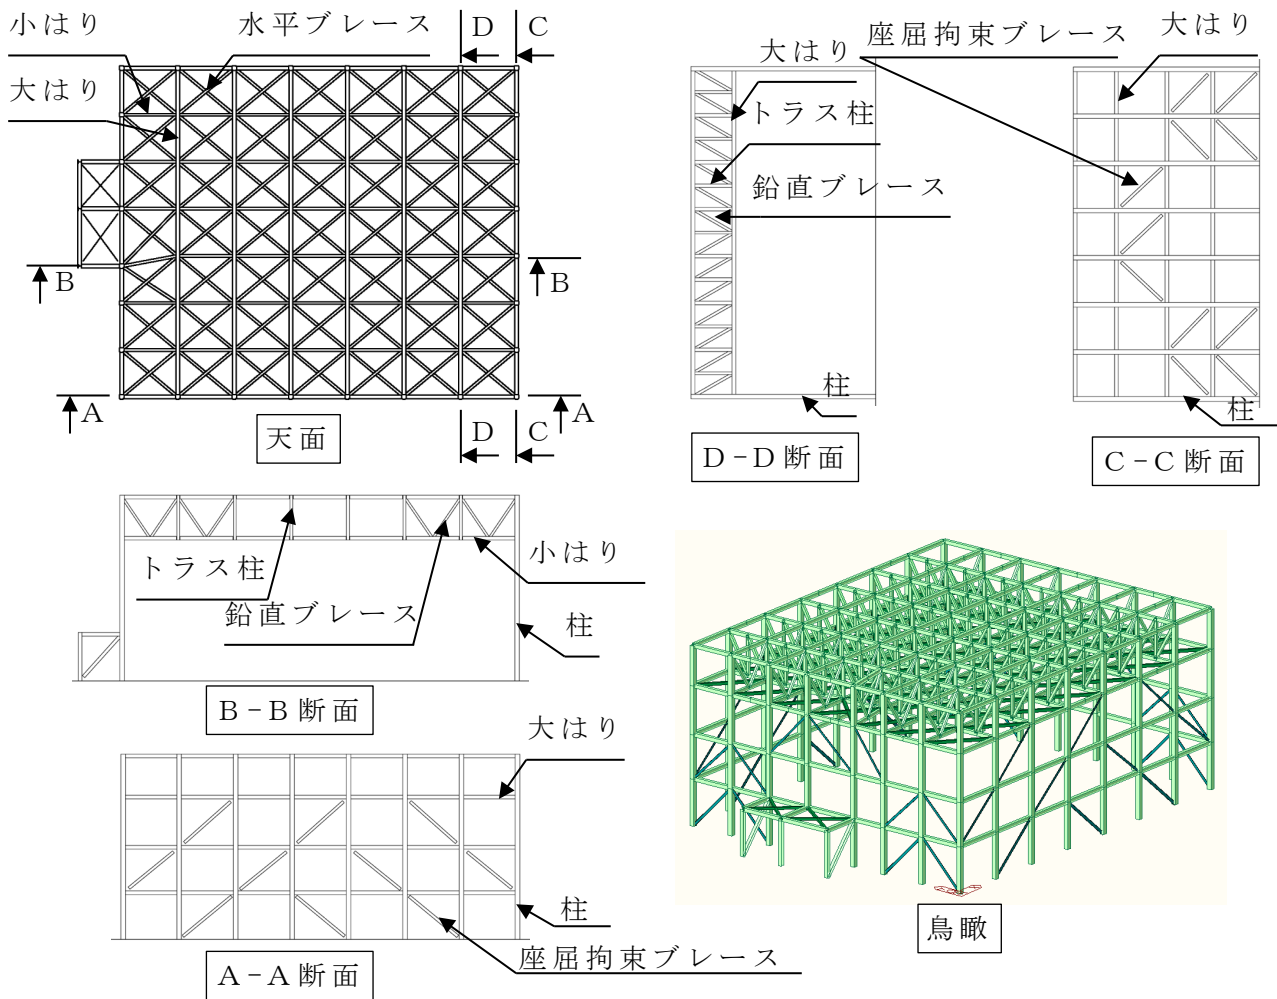 小はり
水平ブレース
D
C
大はり
B
B
A
A
天面
D
C
大はり
座屈拘束ブレース
大はり
トラス柱
鉛直ブレース
柱
柱
D-D断面
C-C断面
トラス柱
小はり
鉛直ブレース
柱
B-B断面
大はり
柱
座屈拘束ブレース
A-A断面
鳥瞰